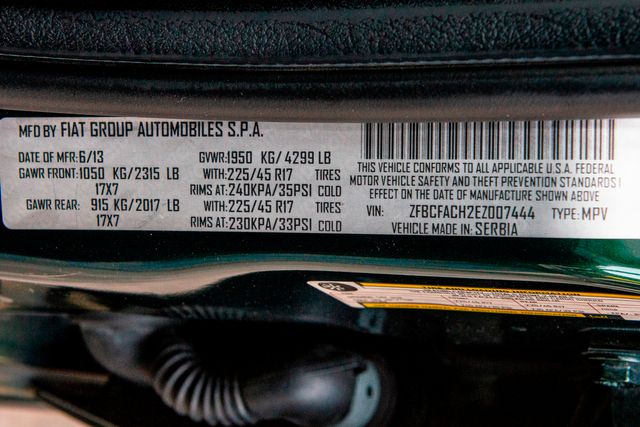 MFD BY FIAT GROUP AUTOMOBILES S.P.A.
DATE OF MFR: 6/13 GVWR: 1950 KG/ 4299 LB
GAWR FRONT: 1050 KG/2315 LB WITH: 225/45 R17 TIRES
17X7 RIMS AT: 240KPA/35PSI COLD
GAWR REAR: 915 KG/2017 LB WITH: 225/45 R17 TIRES
17X7 RIMS AT: 230KPA/33PSI COLD
THIS VEHICLE CONFORMS TO ALL APPLICABLE U.S.A. FEDERAL
MOTOR VEHICLE SAFETY AND THEFT PREVENTION STANDARDS I
EFFECT ON THE DATE OF MANUFACTURE SHOWN ABOVE
VIN: ZFBCFACH2EZ007444 TYPE: MPV
VEHICLE MADE IN: SERBIA